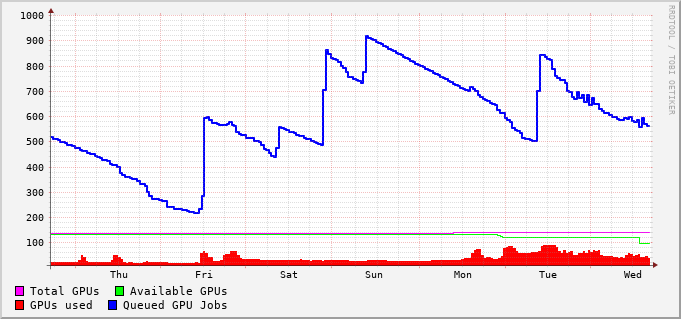 1000
900
800
700
600
500
400
300
200
100
RRDTOOL / TOBI OETIKER
Thu Fri Sat Sun Mon Tue Wed
Total GPUs Available GPUs
GPUs used Queued GPU Jobs